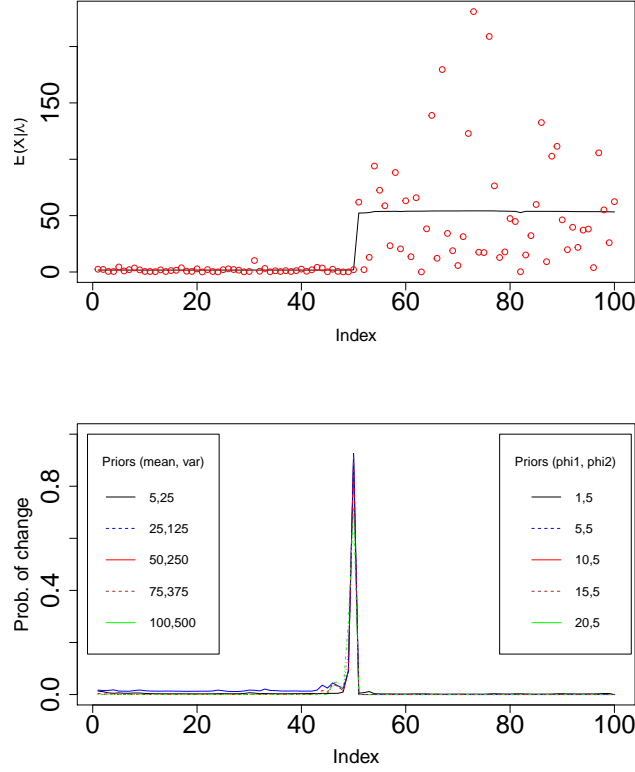 E(X|λ)
150
100
50
0
0 20 40 60 80 100
Index
Prob. of change
0.8
0.4
0.0
Priors (mean, var)
5,25
25,125
50,250
75,375
100,500
Priors (phi1, phi2)
1,5
5,5
10,5
15,5
20,5
0 20 40 60 80 100
Index